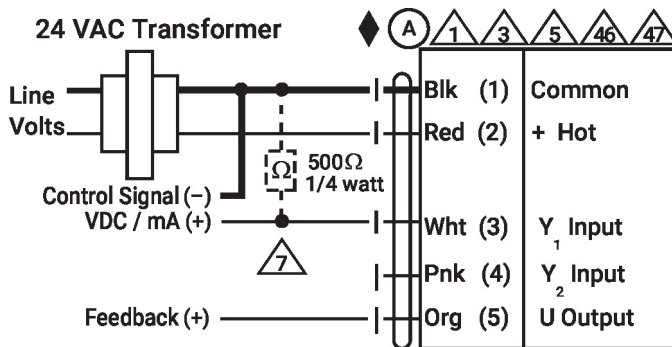 24 VAC Transformer
A 1 3 5 46 47
Line
Volts
Blk (1) Common
Red (2) + Hot
Ω 500Ω
1/4 watt
Control Signal (–)
VDC / mA (+)
7
Wht (3) Y1 Input
Pnk (4) Y2 Input
Feedback (+)
Org (5) U Output